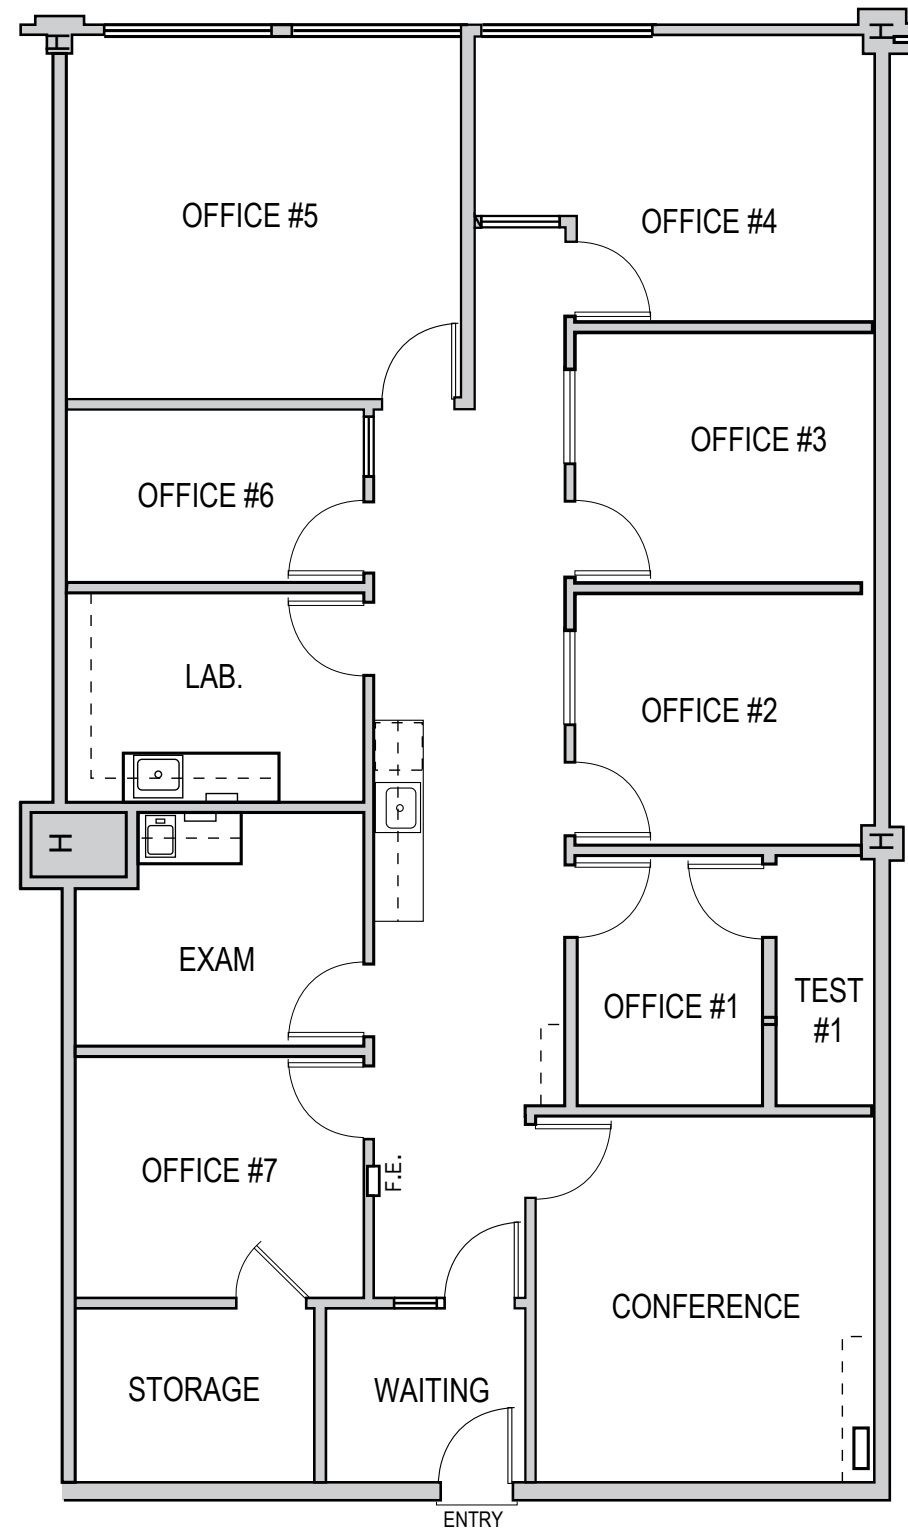 OFFICE #5
OFFICE #4
OFFICE #3
OFFICE #6
LAB.
OFFICE #2
EXAM
OFFICE #1
TEST
#1
OFFICE #7
F.E.
CONFERENCE
STORAGE
WAITING
ENTRY